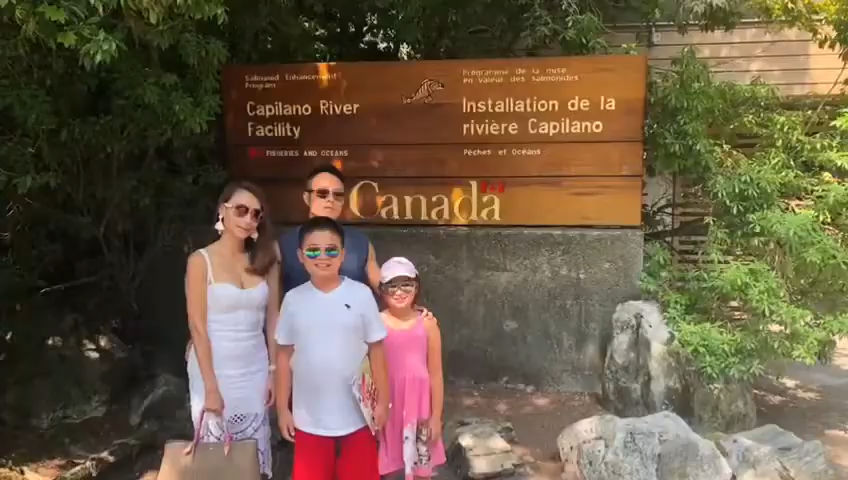 Salmonid Enhancement
Program
Capilano River
Facility
FISHERIES AND OCEANS
Programme de la mise
en valeur des salmonidés
Installation de la
rivière Capilano
Pêches et Océans
Canada